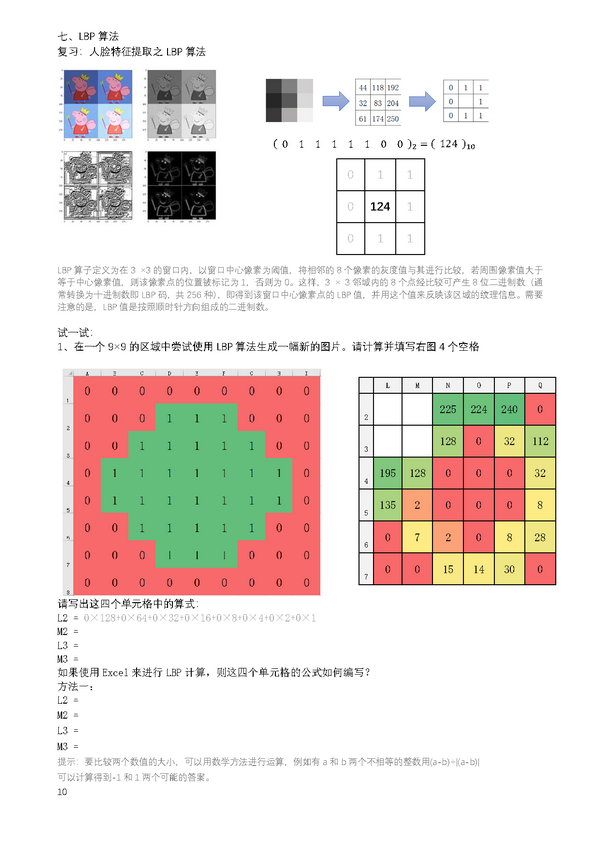 七、LBP 算法
复习：人脸特征提取之 LBP 算法
44 118 192
32 83 204
61 174 250
0 1 1
0 1
0 1 1
( 0 1 1 1 1 1 0 0 )₂ = ( 124 )₁₀
0 1 1
0 124 1
0 1 1
LBP 算子定义为在 3 ×3 的窗口内，以窗口中心像素为阈值，将相邻的 8 个像素的灰度值与其进行比较，若周围像素值大于
等于中心像素值，则该像素点的位置被标记为 1，否则为 0。这样，3 × 3 邻域内的 8 个点经比较可产生 8 位二进制数（通
常转换为十进制数即 LBP 码，共 256 种），即得到该窗口中心像素点的 LBP 值，并用这个值来反映该区域的纹理信息。需要
注意的是，LBP 值是按照顺时针方向组成的二进制数。
试一试：
1、在一个 9×9 的区域中尝试使用 LBP 算法生成一幅新的图片。请计算并填写右图 4 个空格
A B C D E F G H I
1 0 0 0 0 0 0 0 0 0
2 0 0 0 1 1 1 0 0 0
3 0 0 1 1 1 1 1 0 0
4 0 1 1 1 1 1 1 1 0
5 0 1 1 1 1 1 1 1 0
6 0 0 1 1 1 1 1 0 0
7 0 0 0 1 1 1 0 0 0
8 0 0 0 0 0 0 0 0 0
L M N O P Q
2 225 224 240 0
3 128 0 32 112
4 195 128 0 0 0 32
5 135 2 0 0 0 8
6 0 7 2 0 8 28
7 0 0 15 14 30 0
请写出这四个单元格中的算式：
L2 = 0×128+0×64+0×32+0×16+0×8+0×4+0×2+0×1
M2 =
L3 =
M3 =
如果使用 Excel 来进行 LBP 计算，则这四个单元格的公式如何编写？
方法一：
L2 =
M2 =
L3 =
M3 =
提示：要比较两个数值的大小，可以用数学方法进行运算，例如有 a 和 b 两个不相等的整数用(a-b)÷|(a-b)|
可以计算得到-1 和 1 两个可能的答案。
10